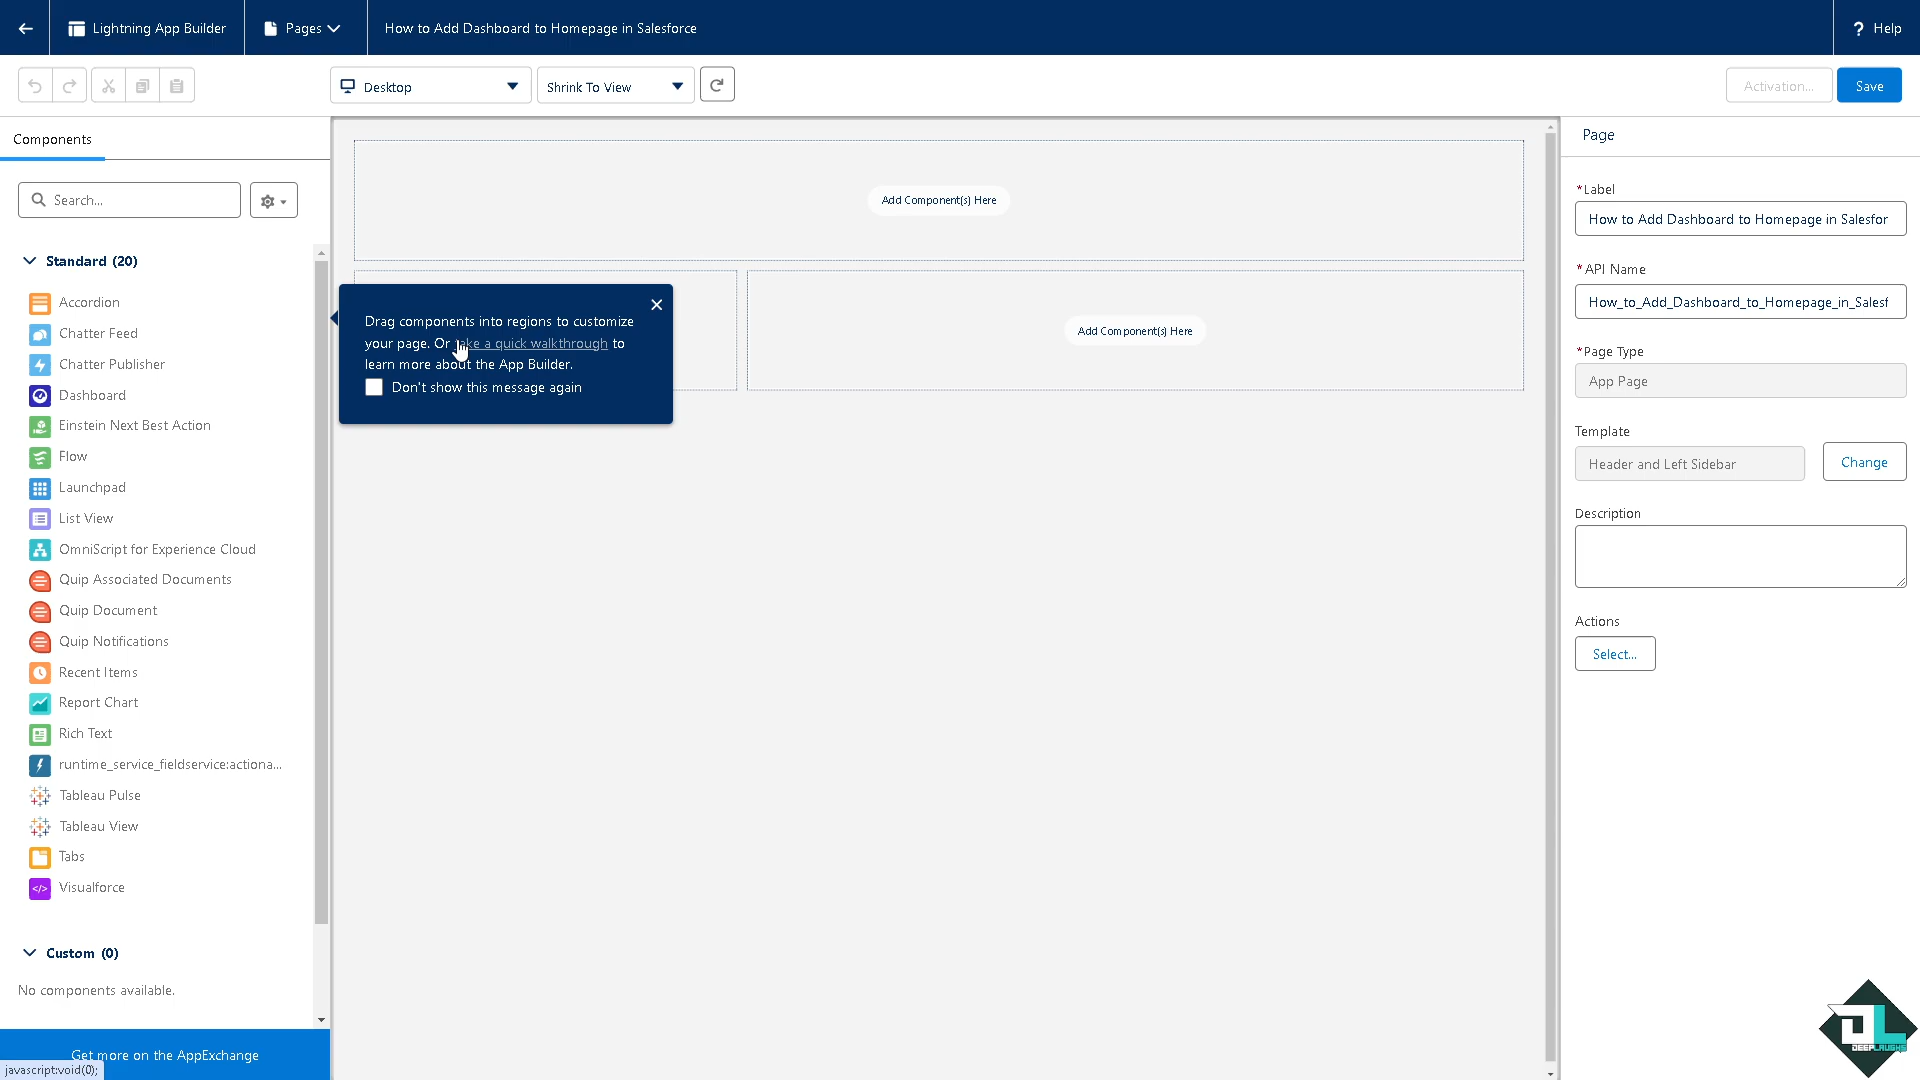 Lightning App Builder
Pages
How to Add Dashboard to Homepage in Salesforce
? Help
Desktop
Shrink To View
Activation...
Save
Components
Search...
Standard (20)
Accordion
Chatter Feed
Chatter Publisher
Dashboard
Einstein Next Best Action
Flow
Launchpad
List View
OmniScript for Experience Cloud
Quip Associated Documents
Quip Document
Quip Notifications
Recent Items
Report Chart
Rich Text
runtime_service_fieldservice:actiona...
Tableau Pulse
Tableau View
Tabs
Visualforce
Custom (0)
No components available.
Get more on the AppExchange
javascript:void(0);
Add Component(s) Here
Drag components into regions to customize
your page. Or take a quick walkthrough to
learn more about the App Builder.
Don't show this message again
Add Component(s) Here
Page
*Label
How to Add Dashboard to Homepage in Salesfor
*API Name
How_to_Add_Dashboard_to_Homepage_in_Salesf
*Page Type
App Page
Template
Header and Left Sidebar
Change
Description
Actions
Select...
DL
DEEPLAUGHS